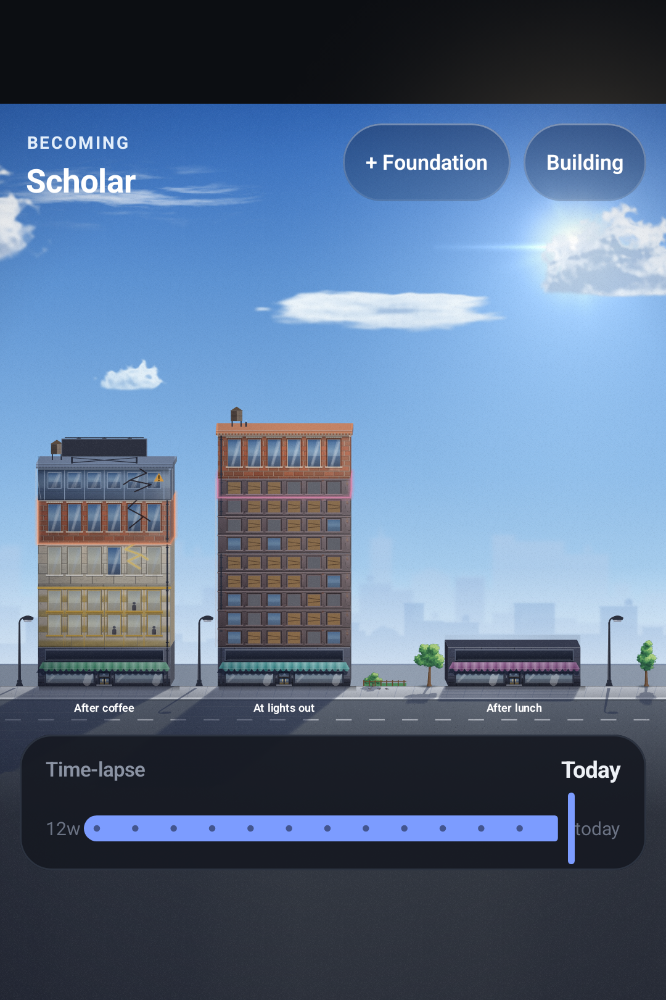 BECOMING
Scholar
+ Foundation
Building
After coffee
At lights out
After lunch
Time-lapse
Today
12w
today